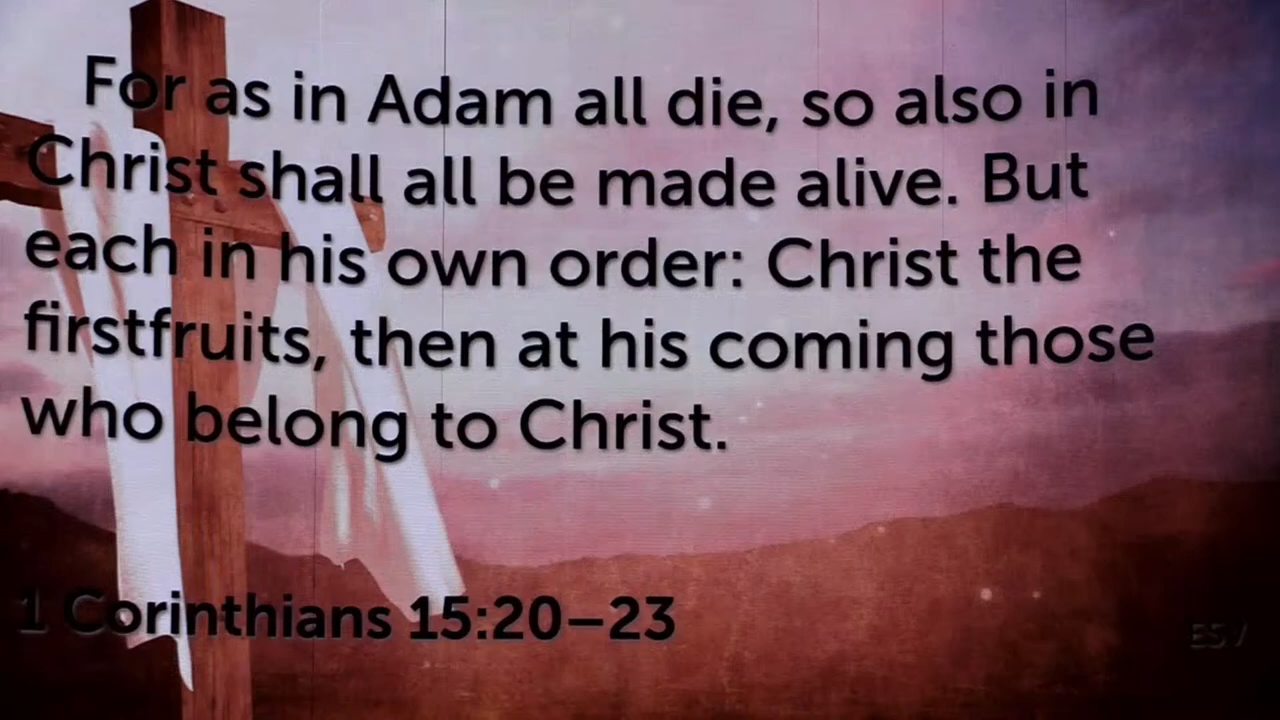 For as in Adam all die, so also in
Christ shall all be made alive. But
each in his own order: Christ the
firstfruits, then at his coming those
who belong to Christ.
1 Corinthians 15:20–23
ESV